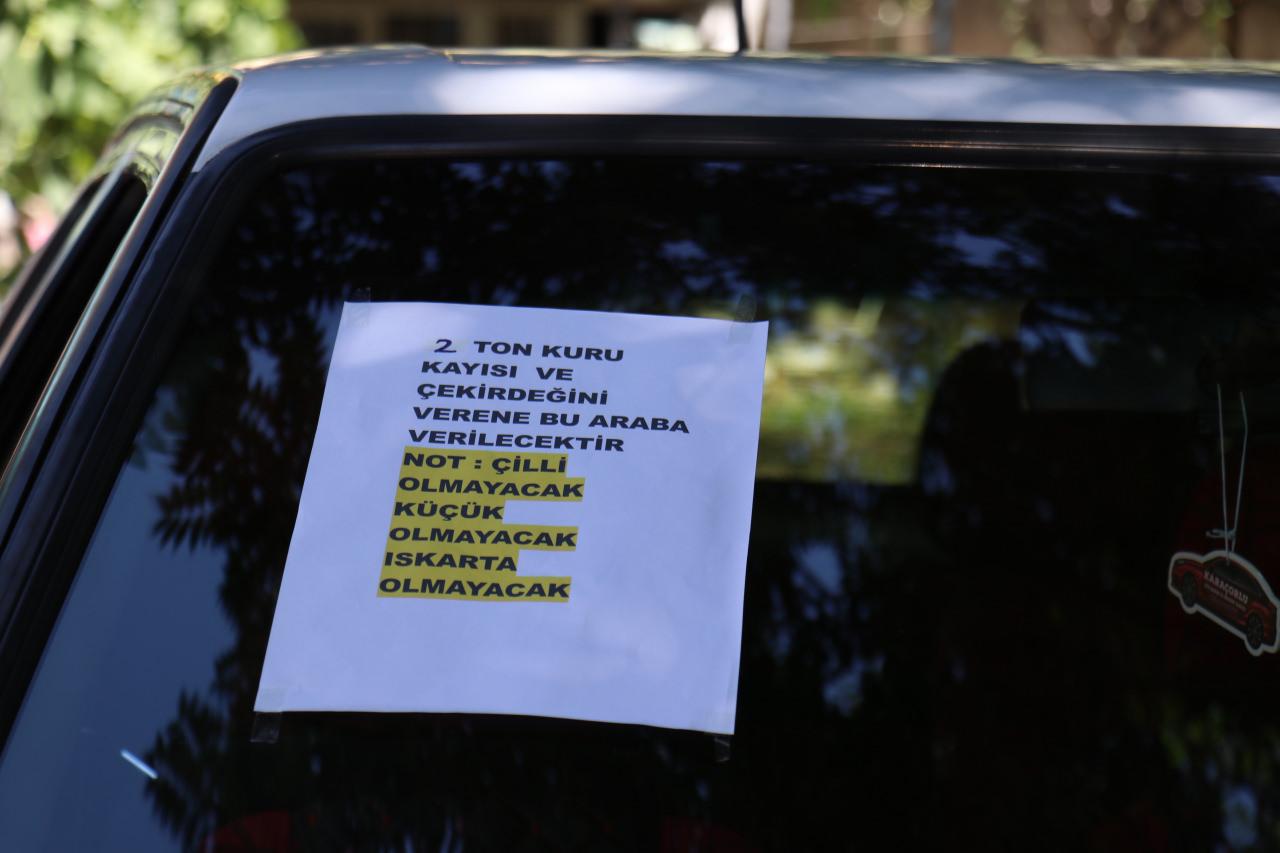 2 TON KURU
KAYISI VE
ÇEKİRDEĞİNİ
VERENE BU ARABA
VERİLECEKTİR
NOT : ÇİLLİ
OLMAYACAK
KÜÇÜK
OLMAYACAK
ISKARTA
OLMAYACAK
KARAÇORLU